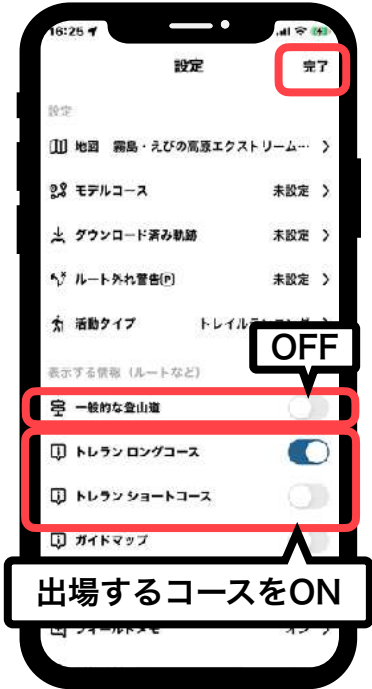 16:25
設定
完了
設定
地図 霧島・えびの高原エクストリーム…
モデルコース 未設定
ダウンロード済み軌跡 未設定
ルート外れ警告(P) 未設定
活動タイプ トレイル
OFF
表示する情報（ルートなど）
一般的な登山道
トレラン ロングコース
トレラン ショートコース
ガイドマップ
出場するコースをON